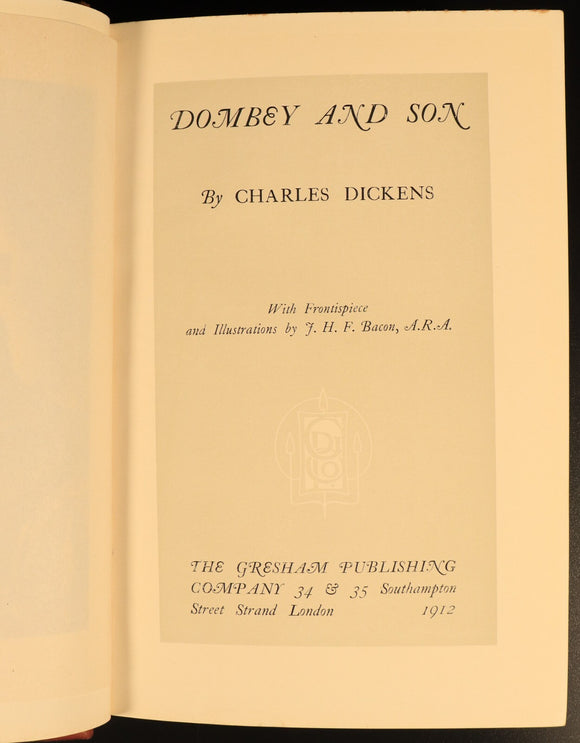 DOMBEY AND SON
By CHARLES DICKENS
With Frontispiece
and Illustrations by J. H. F. Bacon, A.R.A.
THE GRESHAM PUBLISHING
COMPANY 34 & 35 Southampton
Street Strand London 1912